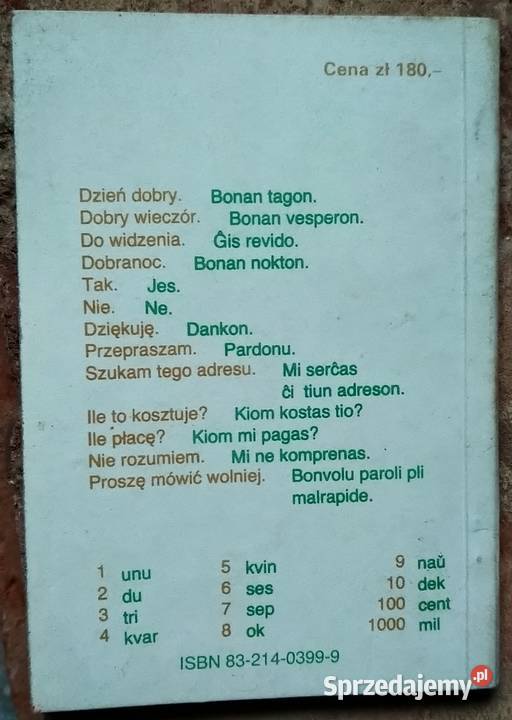 Cena zł 180,–
Dzień dobry. Bonan tagon.
Dobry wieczór. Bonan vesperon.
Do widzenia. Ĝis revido.
Dobranoc. Bonan nokton.
Tak. Jes.
Nie. Ne.
Dziękuję. Dankon.
Przepraszam. Pardonu.
Szukam tego adresu. Mi serĉas
ĉi tiun adreson.
Ile to kosztuje? Kiom kostas tio?
Ile płacę? Kiom mi pagas?
Nie rozumiem. Mi ne komprenas.
Proszę mówić wolniej. Bonvolu paroli pli
malrapide.
1 unu 5 kvin 9 naŭ
2 du 6 ses 10 dek
3 tri 7 sep 100 cent
4 kvar 8 ok 1000 mil
ISBN 83-214-0399-9
Sprzedajemy.pl